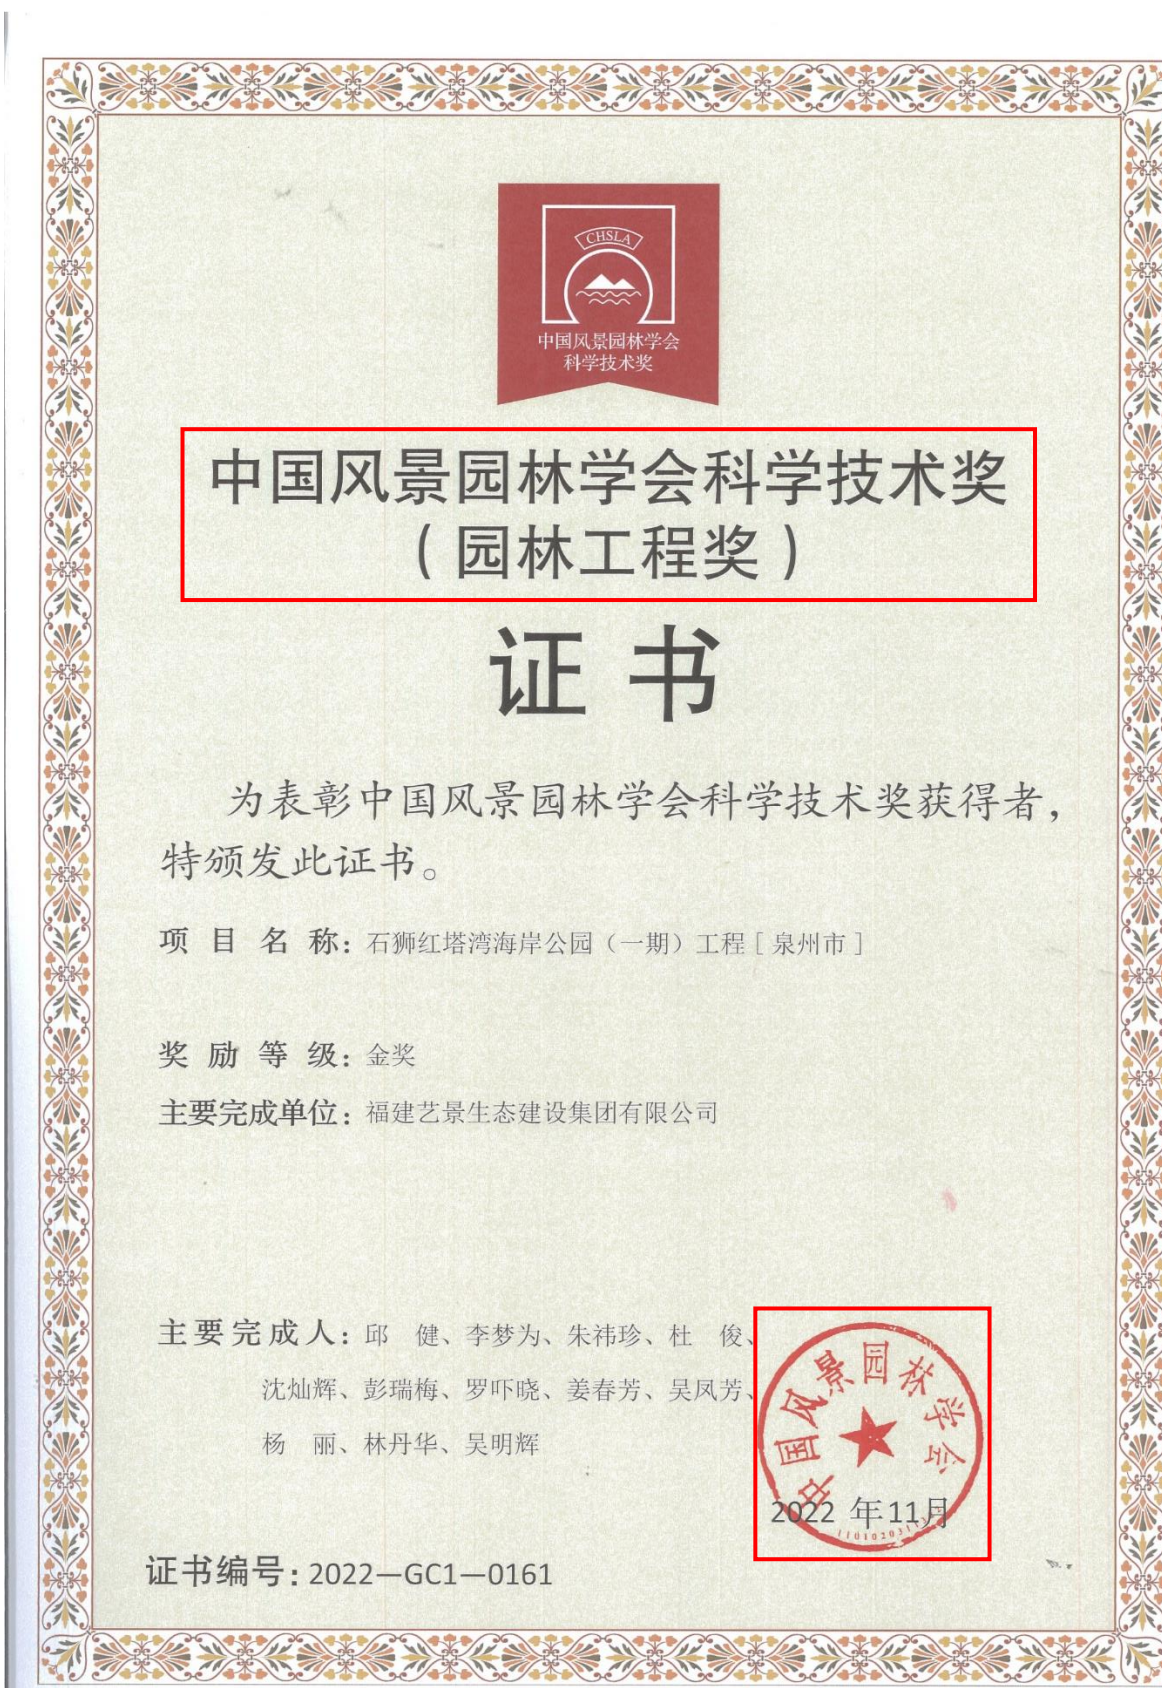 CHSLA
中国风景园林学会
科学技术奖
中国风景园林学会科学技术奖
（园林工程奖）
证书
为表彰中国风景园林学会科学技术奖获得者，
特颁发此证书。
项目名称：石狮红塔湾海岸公园（一期）工程［泉州市］
奖励等级：金奖
主要完成单位：福建艺景生态建设集团有限公司
主要完成人：邱　健、李梦为、朱祎珍、杜　俊、
沈灿辉、彭瑞梅、罗吓晓、姜春芳、吴凤芳、
杨　丽、林丹华、吴明辉
中国风景园林学会
2022 年11月
证书编号：2022—GC1—0161